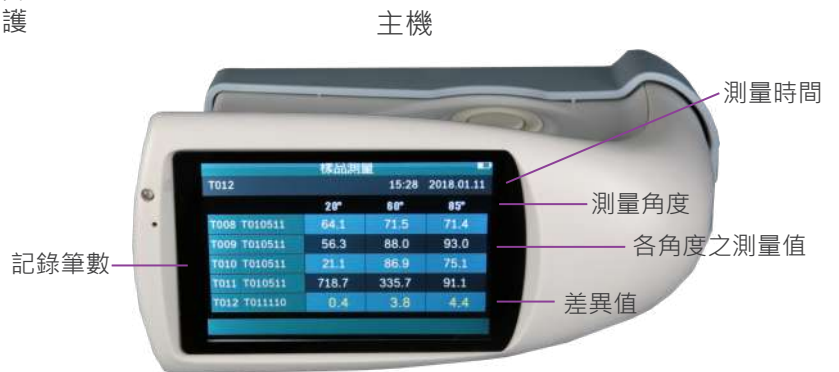 護
主機
測量時間
測量角度
各角度之測量值
記錄筆數
差異值
樣品測量
T012 15:28 2018.01.11
20° 60° 85°
T008 T010511 64.1 71.5 71.4
T009 T010511 56.3 88.0 93.0
T010 T010511 21.1 86.9 75.1
T011 T010511 718.7 335.7 91.1
T012 T011110 0.4 3.8 4.4